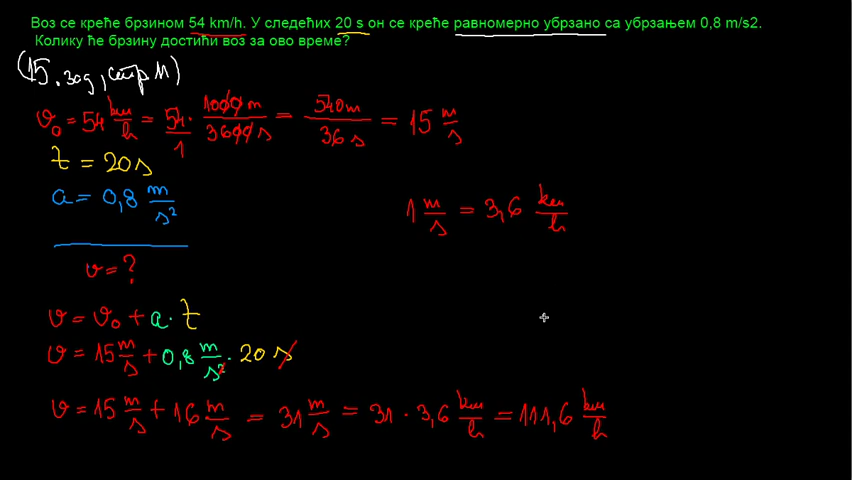 Воз се креће брзином 54 km/h. У следећих 20 s он се креће равномерно убрзано са убрзањем 0,8 m/s2.
Колику ће брзину достићи воз за ово време?
(15. зад, стр 11)
v₀ = 54 km/h = 54/1 · 1000 m/3600 s = 540 m/36 s = 15 m/s
t = 20 s
a = 0,8 m/s²
1 m/s = 3,6 km/h
v = ?
v = v₀ + a · t
v = 15 m/s + 0,8 m/s² · 20 s
v = 15 m/s + 16 m/s = 31 m/s = 31 · 3,6 km/h = 111,6 km/h